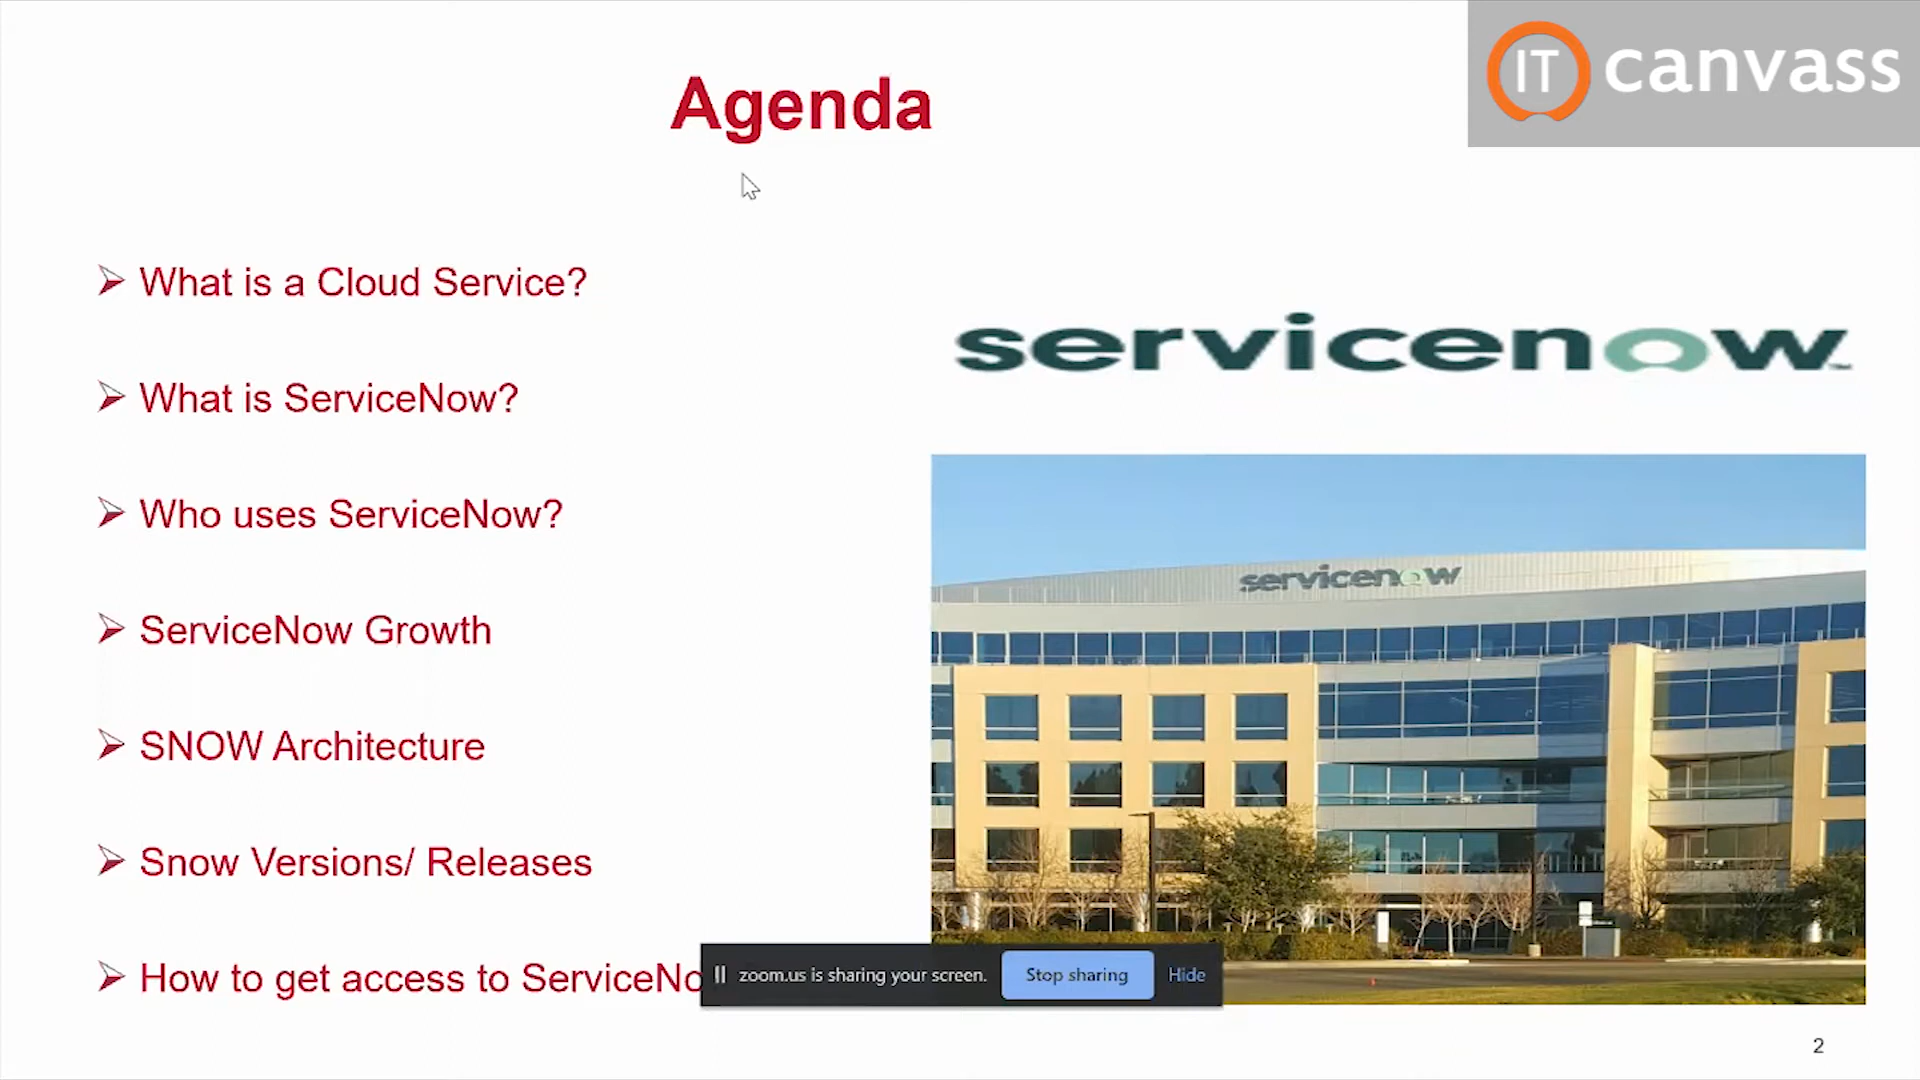 IT canvass
Agenda
What is a Cloud Service?
What is ServiceNow?
Who uses ServiceNow?
ServiceNow Growth
SNOW Architecture
Snow Versions/ Releases
How to get access to ServiceNo
servicenow
servicenow
zoom.us is sharing your screen. Stop sharing Hide
2